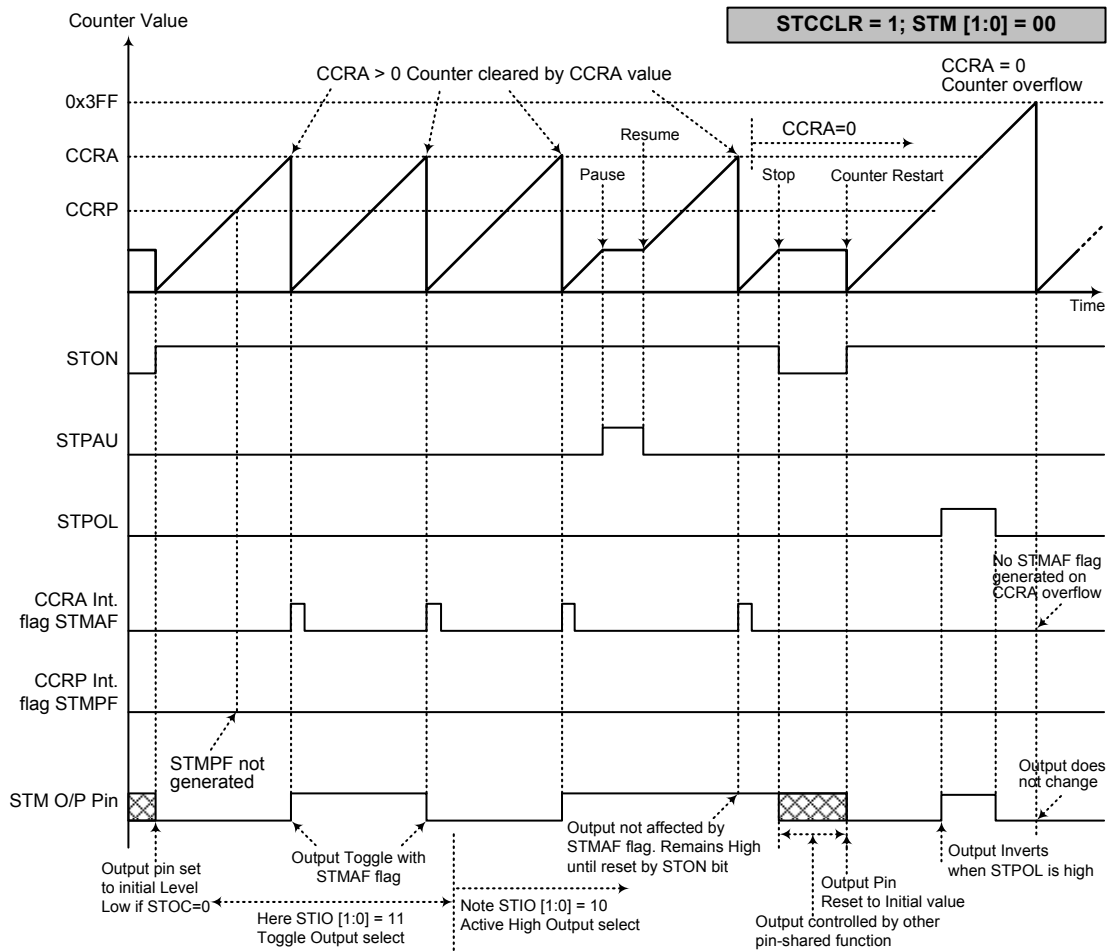 Counter Value
STCCLR = 1; STM [1:0] = 00
CCRA > 0 Counter cleared by CCRA value
CCRA = 0
Counter overflow
0x3FF
Resume
CCRA=0
CCRA
Pause
Stop
Counter Restart
CCRP
Time
STON
STPAU
STPOL
No STMAF flag
generated on
CCRA overflow
CCRA Int.
flag STMAF
CCRP Int.
flag STMPF
STMPF not
generated
STM O/P Pin
Output does
not change
Output pin set
to initial Level
Low if STOC=0
Output Toggle with
STMAF flag
Output not affected by
STMAF flag. Remains High
until reset by STON bit
Output Inverts
when STPOL is high
Output Pin
Reset to Initial value
Here STIO [1:0] = 11
Toggle Output select
Note STIO [1:0] = 10
Active High Output select
Output controlled by other
pin-shared function